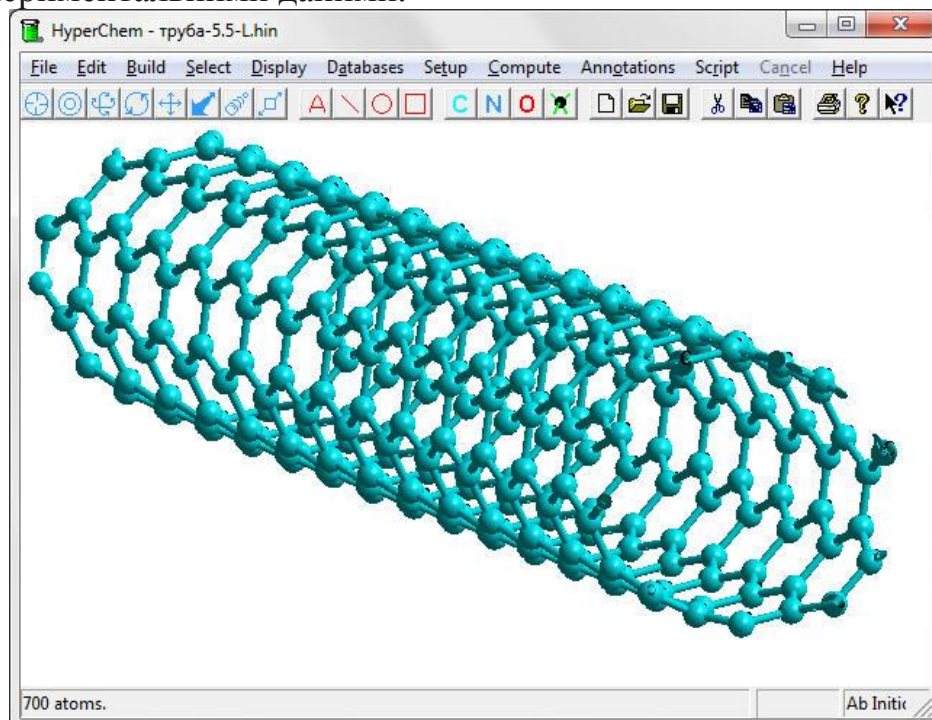 HyperChem - труба-5.5-L.hin
File Edit Build Select Display Databases Setup Compute Annotations Script Cancel Help
A C N O
700 atoms. Ab Initi